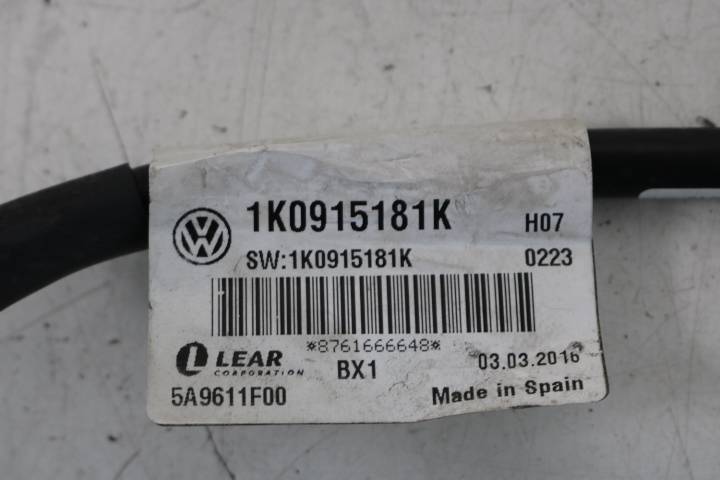 1K0915181K H07
SW:1K0915181K 0223
*8761666648*
LEAR 03.03.2016
CORPORATION BX1
5A9611F00 Made in Spain